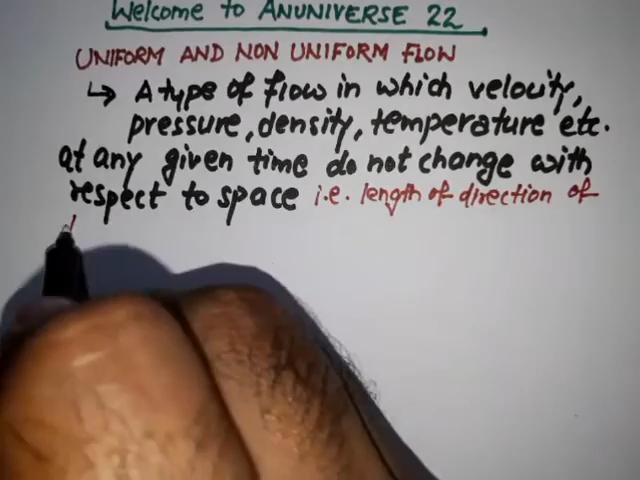 Welcome to ANUNIVERSE 22
UNIFORM AND NON UNIFORM FLOW
↳ A type of flow in which velocity,
pressure, density, temperature etc.
at any given time do not change with
respect to space i.e. length of direction of